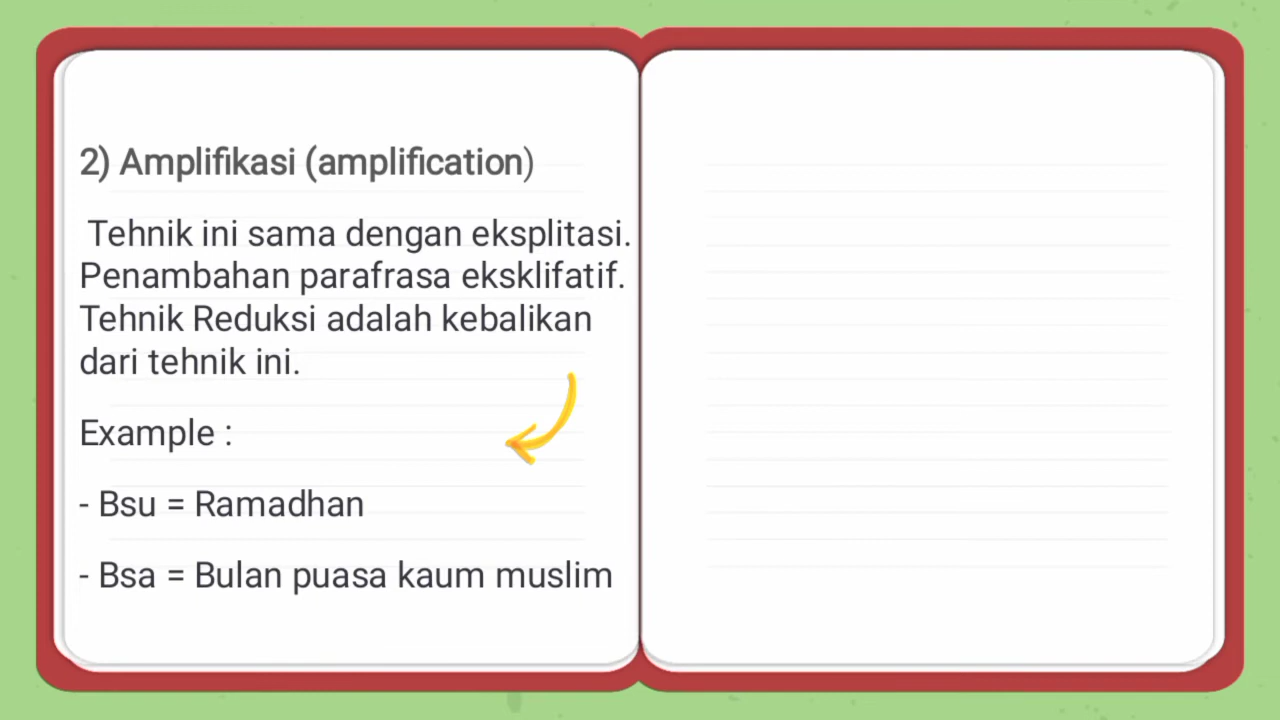 2) Amplifikasi (amplification)
Tehnik ini sama dengan eksplitasi.
Penambahan parafrasa eksklifatif.
Tehnik Reduksi adalah kebalikan
dari tehnik ini.
Example :
- Bsu = Ramadhan
- Bsa = Bulan puasa kaum muslim